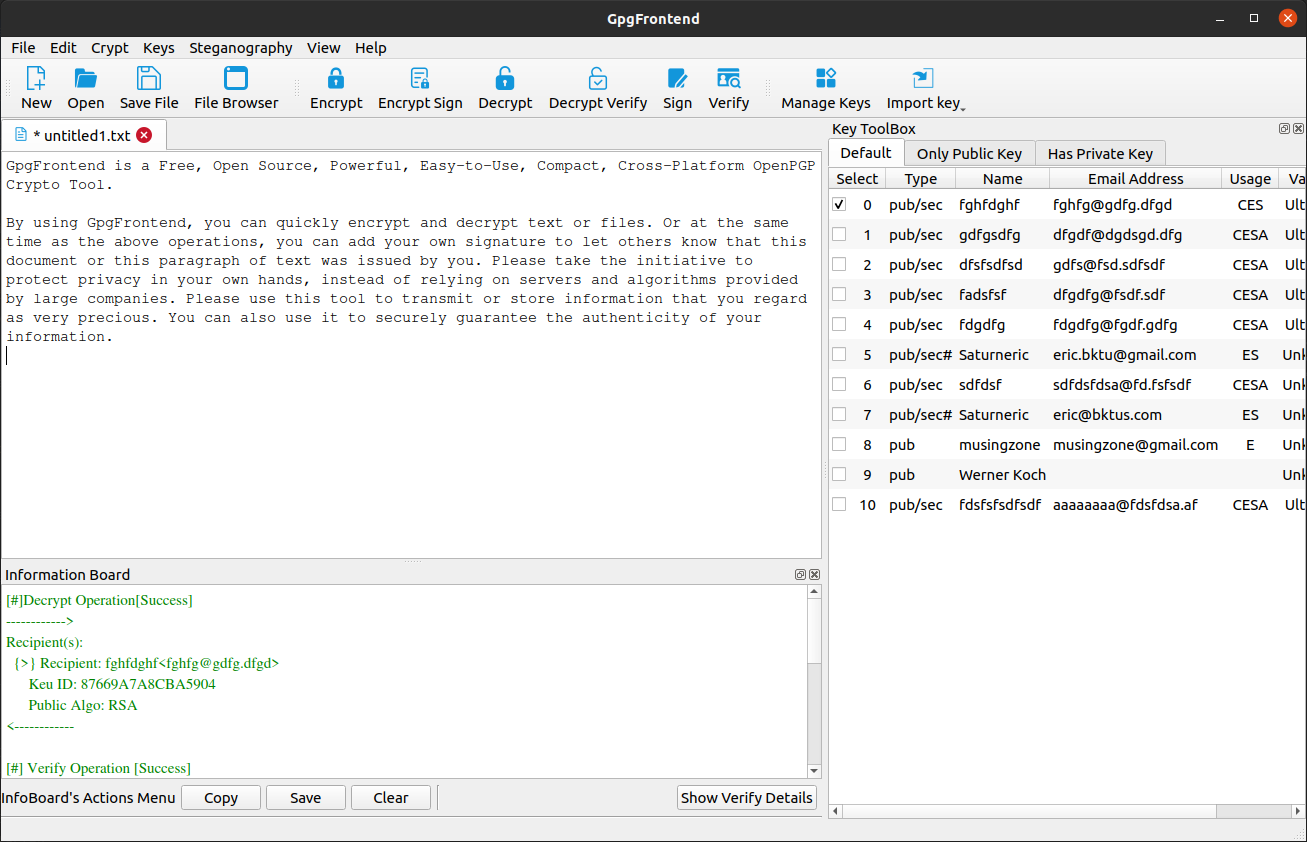 GpgFrontend
File Edit Crypt Keys Steganography View Help
New Open Save File File Browser Encrypt Encrypt Sign Decrypt Decrypt Verify Sign Verify Manage Keys Import key
* untitled1.txt
GpgFrontend is a Free, Open Source, Powerful, Easy-to-Use, Compact, Cross-Platform OpenPGP
Crypto Tool.
By using GpgFrontend, you can quickly encrypt and decrypt text or files. Or at the same
time as the above operations, you can add your own signature to let others know that this
document or this paragraph of text was issued by you. Please take the initiative to
protect privacy in your own hands, instead of relying on servers and algorithms provided
by large companies. Please use this tool to transmit or store information that you regard
as very precious. You can also use it to securely guarantee the authenticity of your
information.
Information Board
[#]Decrypt Operation[Success]
------------>
Recipient(s):
{>} Recipient: fghfdghf<fghfg@gdfg.dfgd>
Keu ID: 87669A7A8CBA5904
Public Algo: RSA
<------------
[#] Verify Operation [Success]
InfoBoard's Actions Menu Copy Save Clear Show Verify Details
Key ToolBox
Default Only Public Key Has Private Key
Select Type Name Email Address Usage Va
0 pub/sec fghfdghf fghfg@gdfg.dfgd CES Ult
1 pub/sec gdfgsdfg dfgdf@dgdsgd.dfg CESA Ult
2 pub/sec dfsfsdfsd gdfs@fsd.sdfsdf CESA Ult
3 pub/sec fadsfsf dfgdfg@fsdf.sdf CESA Ult
4 pub/sec fdgdfg fdgdfg@fgdf.gdfg CESA Ult
5 pub/sec# Saturneric eric.bktu@gmail.com ES Unk
6 pub/sec sdfdsf sdfdsfdsa@fd.fsfsdf CESA Unk
7 pub/sec# Saturneric eric@bktus.com ES Unk
8 pub musingzone musingzone@gmail.com E Unk
9 pub Werner Koch Unk
10 pub/sec fdsfsfsdfsdf aaaaaaaa@fdsfdsa.af CESA Ult